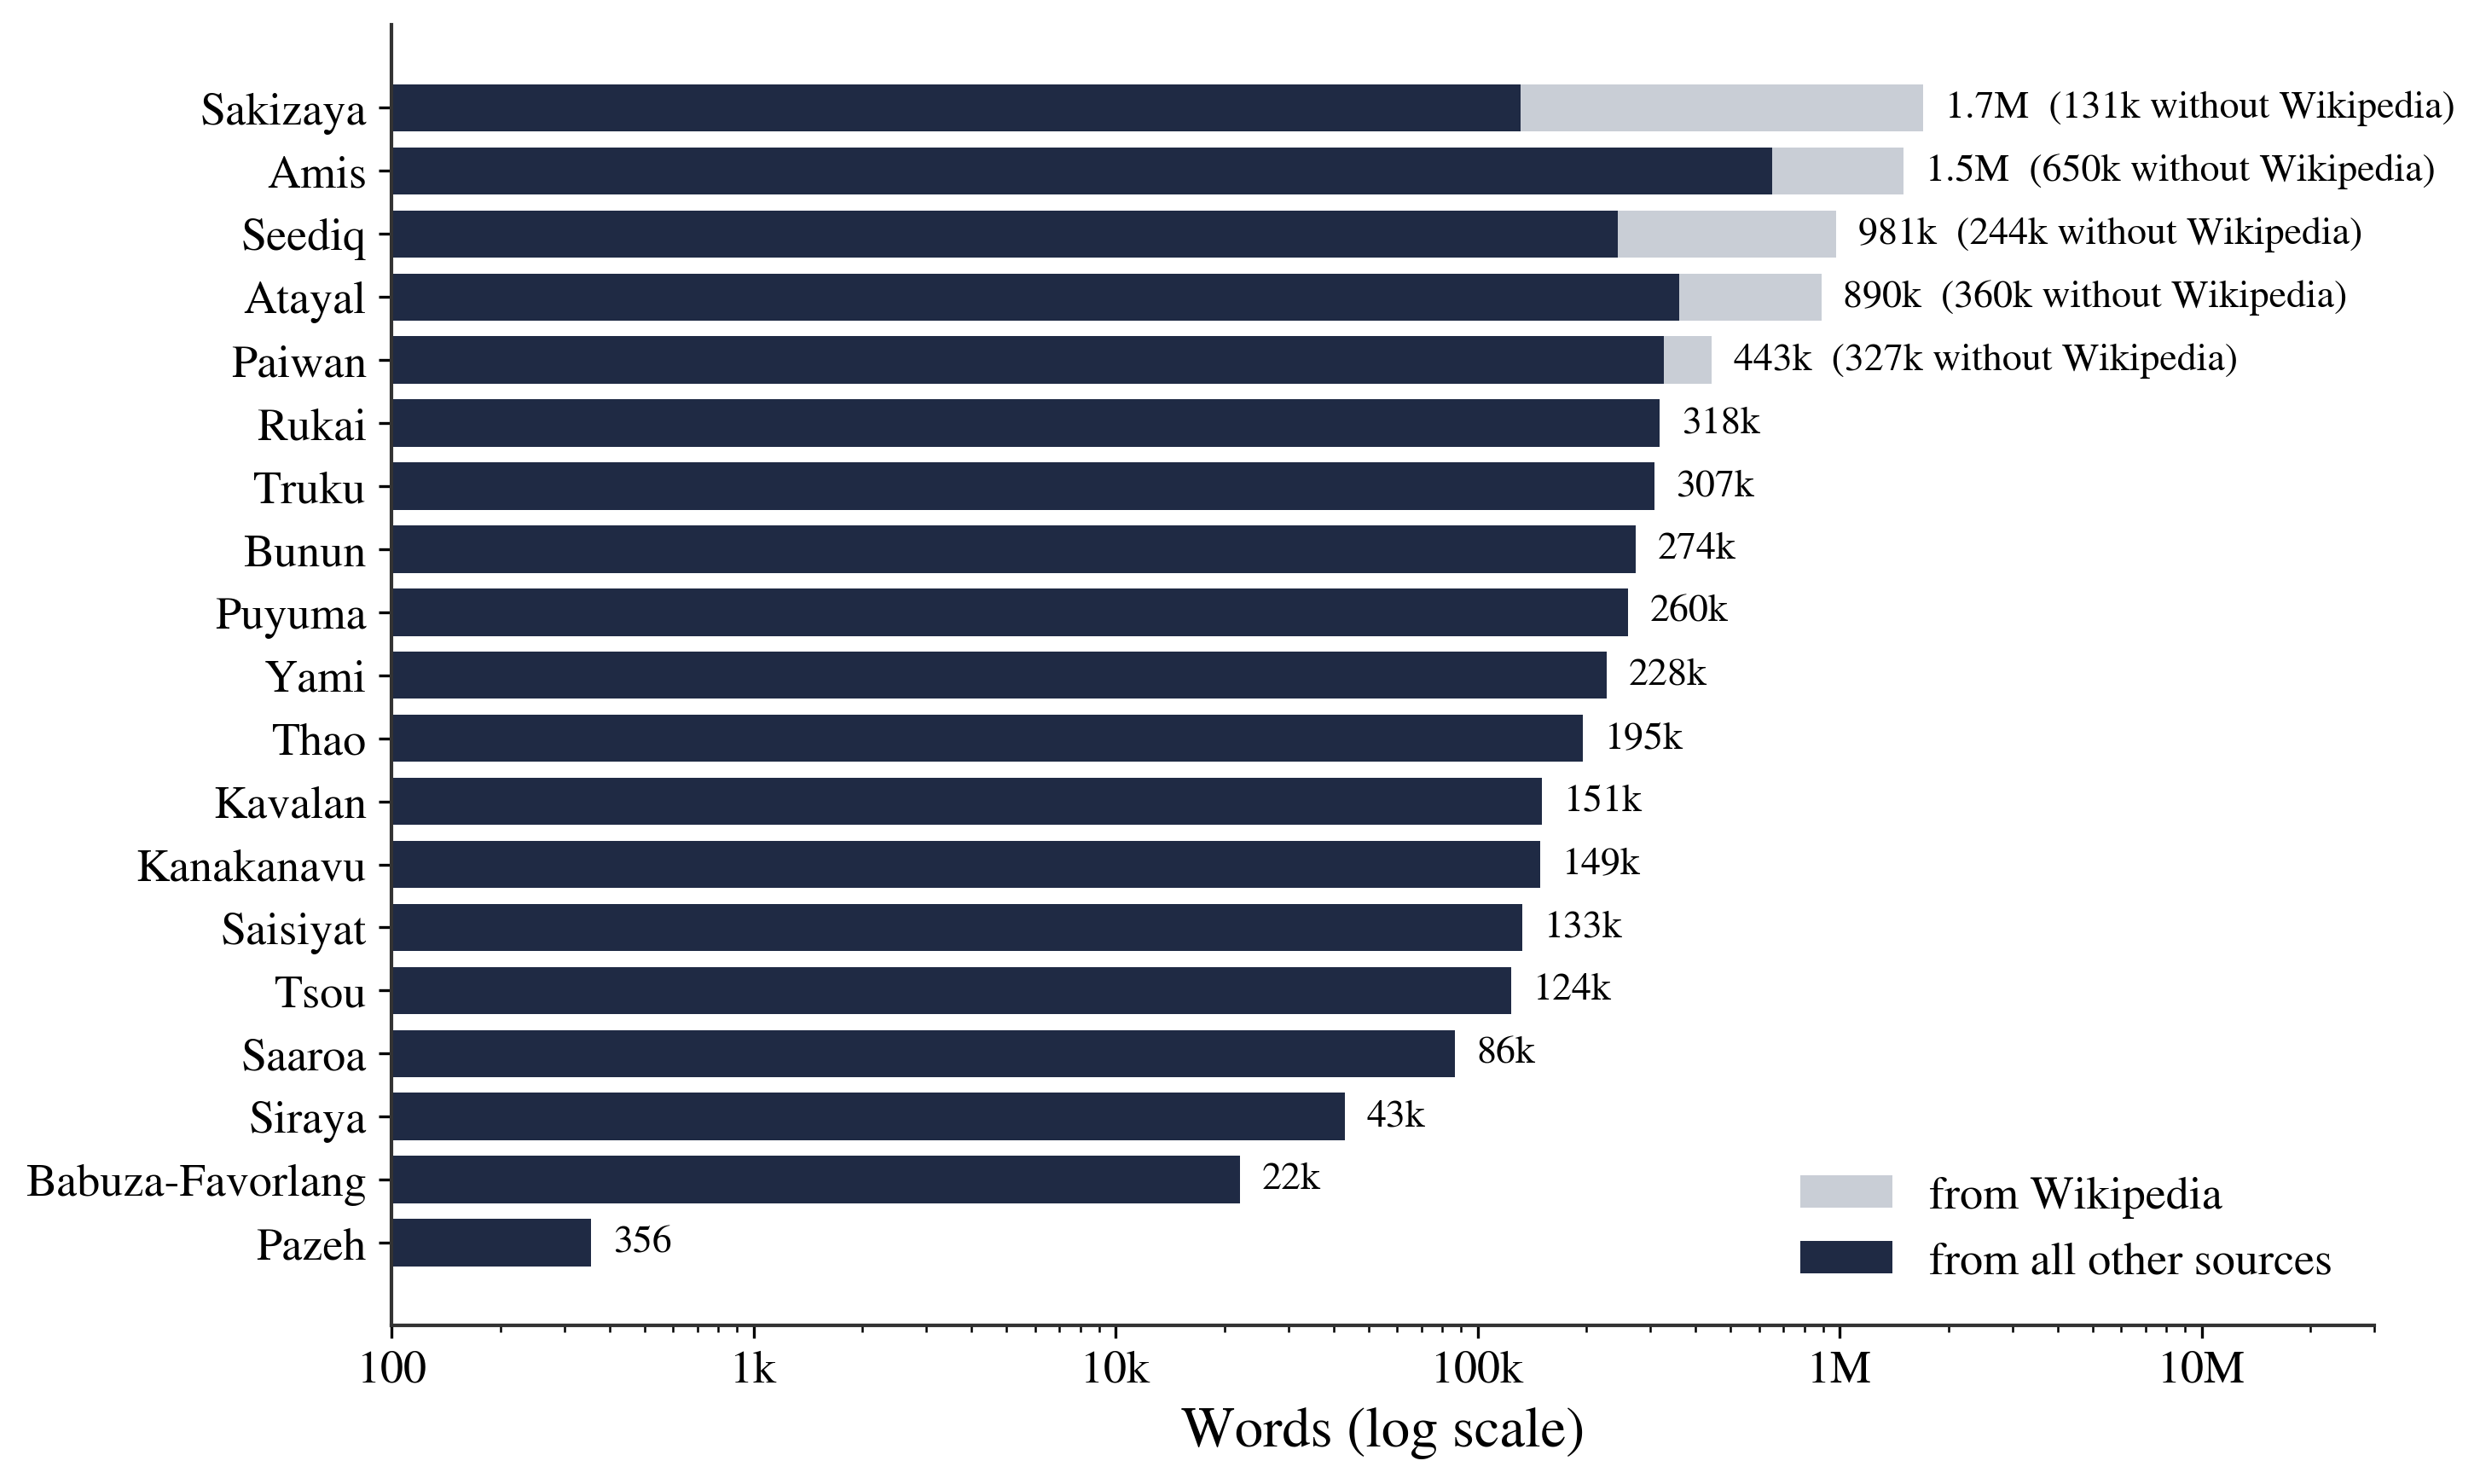 Sakizaya 1.7M (131k without Wikipedia)
Amis 1.5M (650k without Wikipedia)
Seediq 981k (244k without Wikipedia)
Atayal 890k (360k without Wikipedia)
Paiwan 443k (327k without Wikipedia)
Rukai 318k
Truku 307k
Bunun 274k
Puyuma 260k
Yami 228k
Thao 195k
Kavalan 151k
Kanakanavu 149k
Saisiyat 133k
Tsou 124k
Saaroa 86k
Siraya 43k
Babuza-Favorlang 22k
Pazeh 356
from Wikipedia
from all other sources
100 1k 10k 100k 1M 10M
Words (log scale)